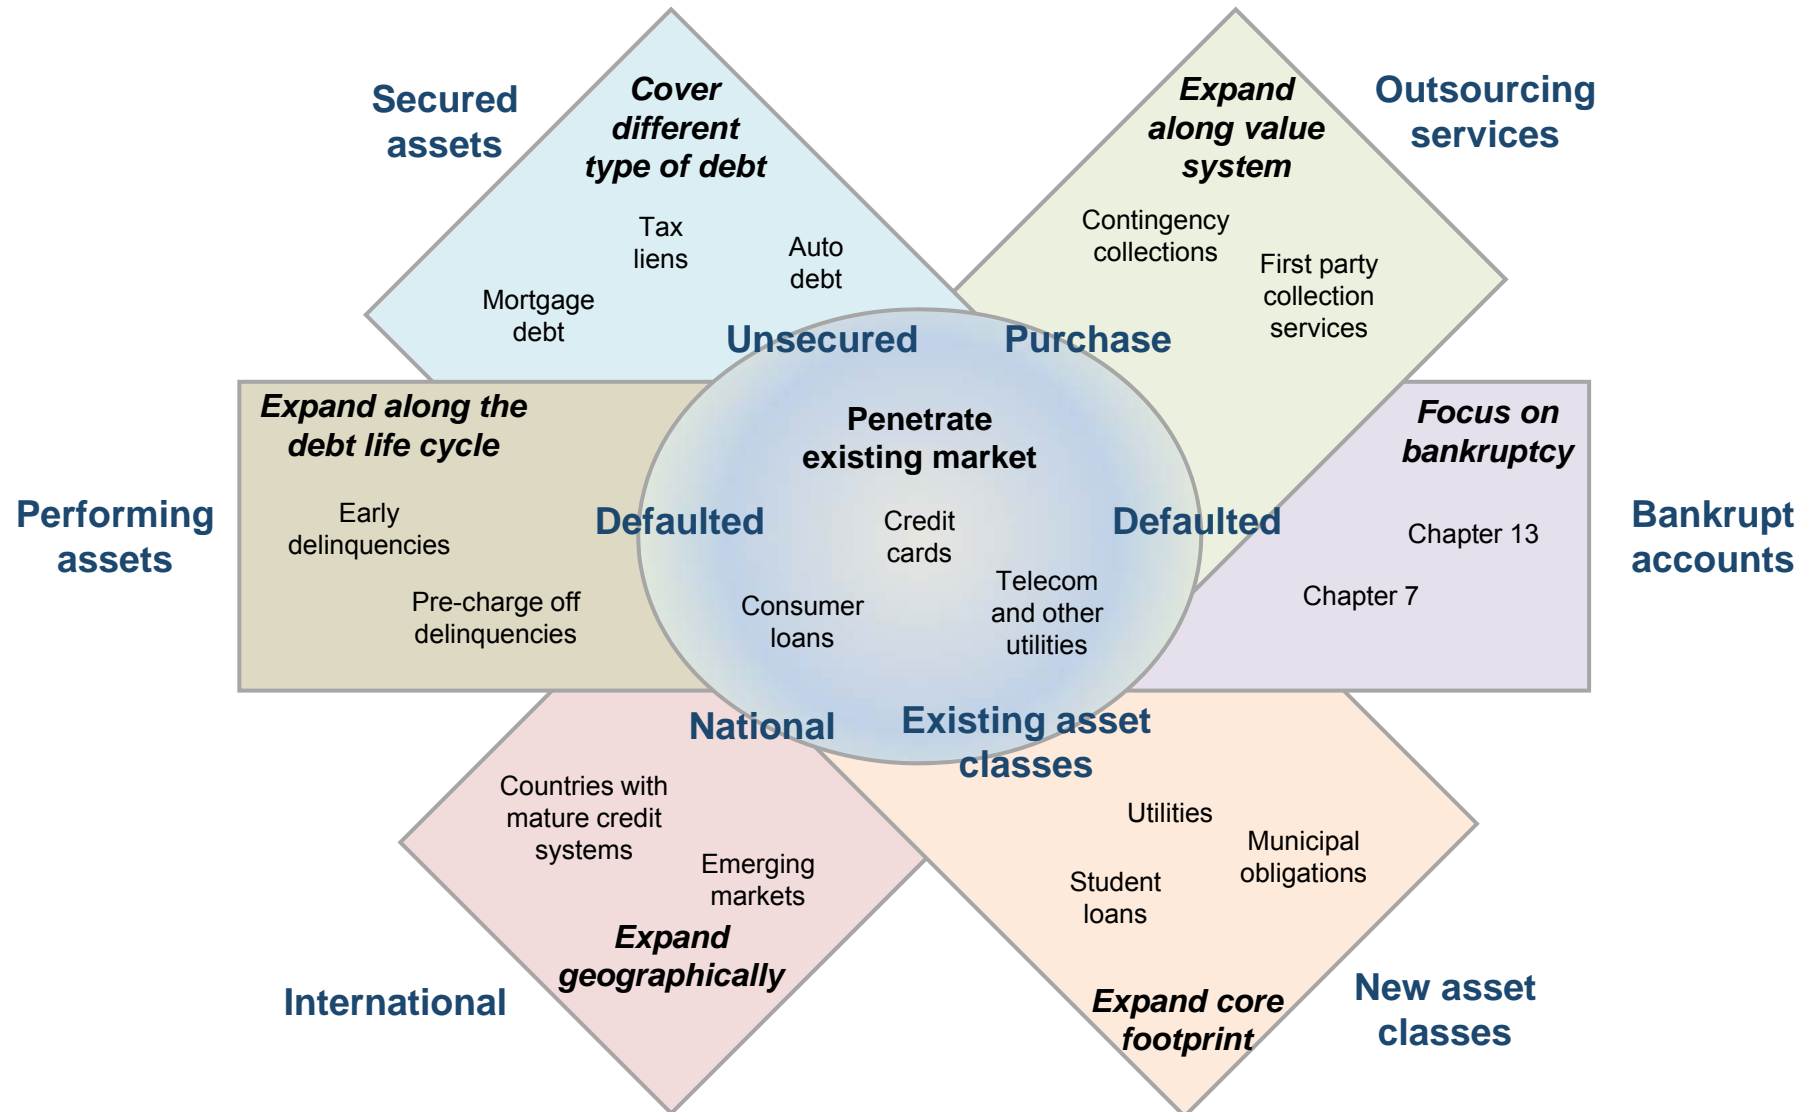 Secured
assets
Cover
different
type of debt
Tax
liens
Auto
debt
Mortgage
debt
Expand
along value
system
Outsourcing
services
Contingency
collections
First party
collection
services
Unsecured
Purchase
Expand along the
debt life cycle
Performing
assets
Early
delinquencies
Pre-charge off
delinquencies
Defaulted
Penetrate
existing market
Credit
cards
Consumer
loans
Telecom
and other
utilities
Defaulted
Focus on
bankruptcy
Chapter 13
Chapter 7
Bankrupt
accounts
National
Existing asset
classes
Countries with
mature credit
systems
Emerging
markets
Expand
geographically
International
Utilities
Municipal
obligations
Student
loans
Expand core
footprint
New asset
classes